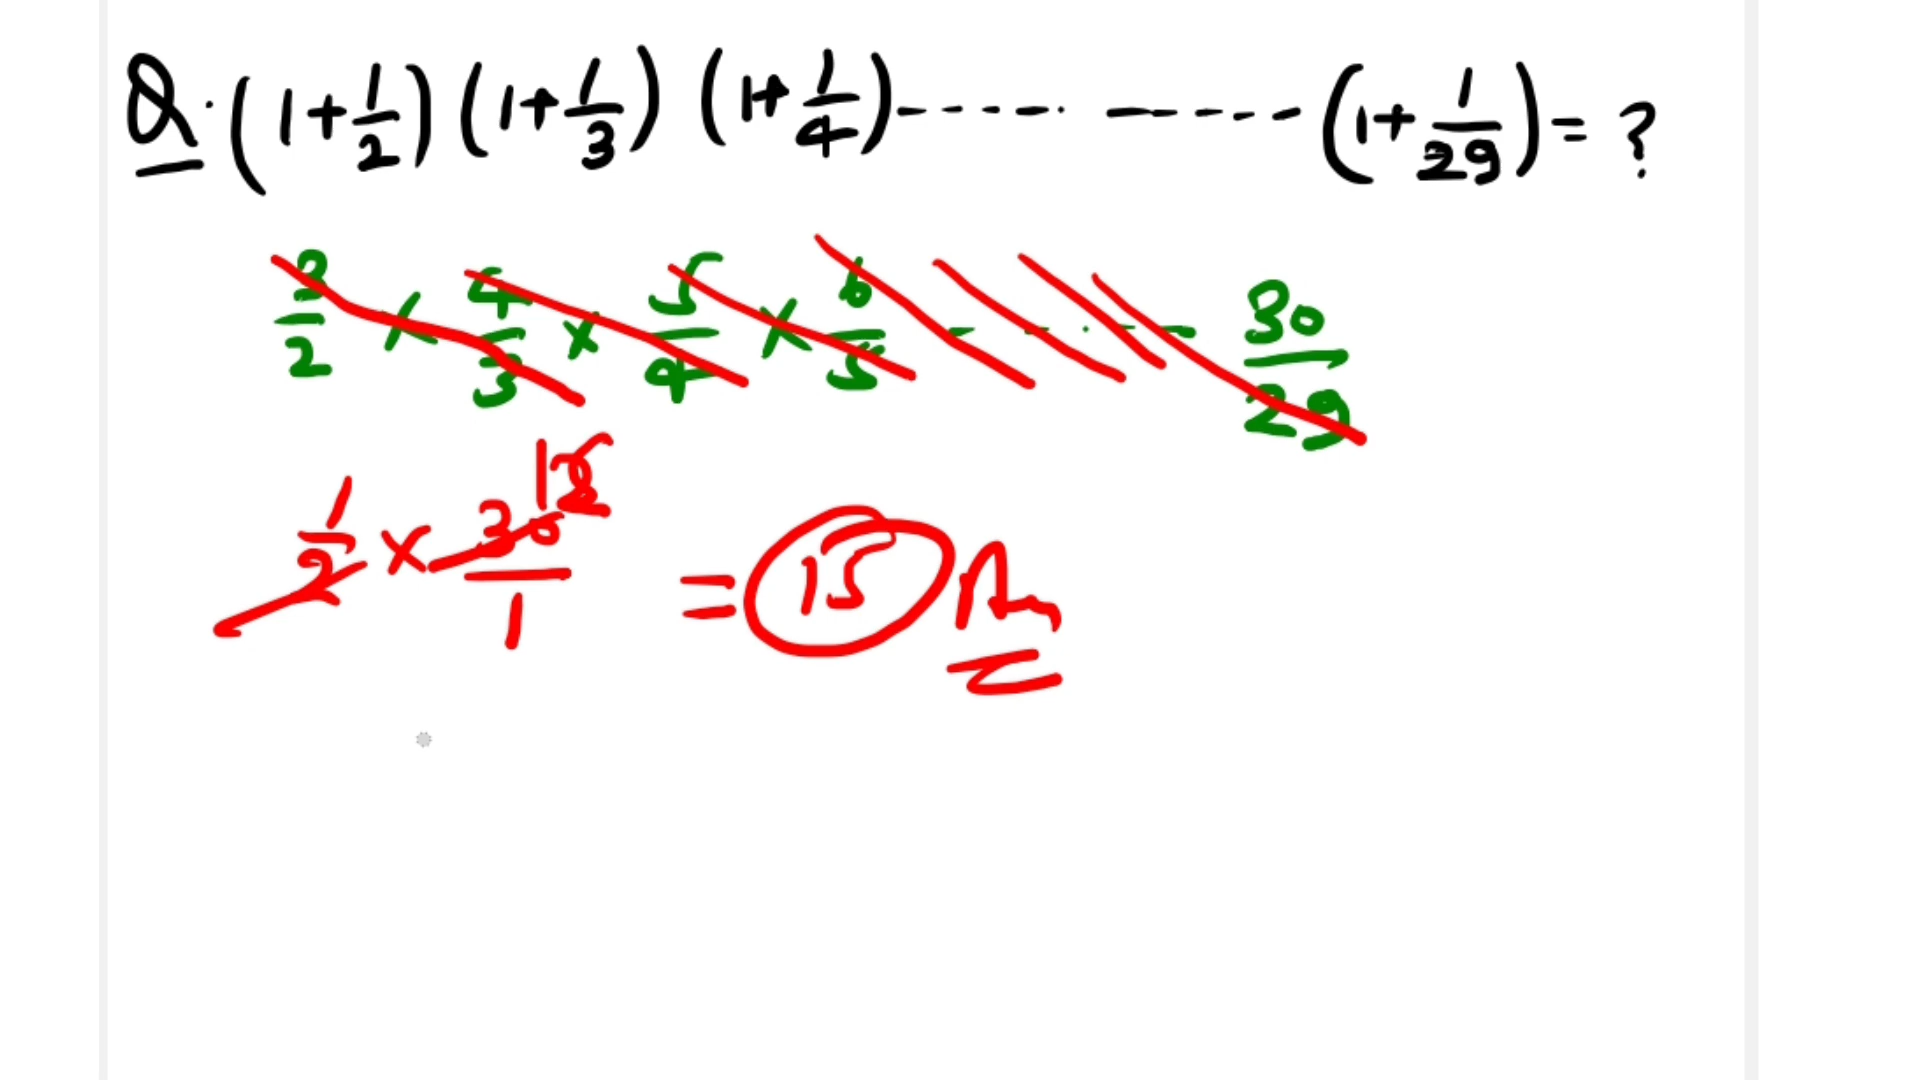 Q. (1+1/2) (1+1/3) (1+1/4) ----- ------ (1+1/29) = ?
3/2 × 4/3 × 5/4 × 6/5 - - · - - 30/29
1/2 × 30/1 = 15 Ans